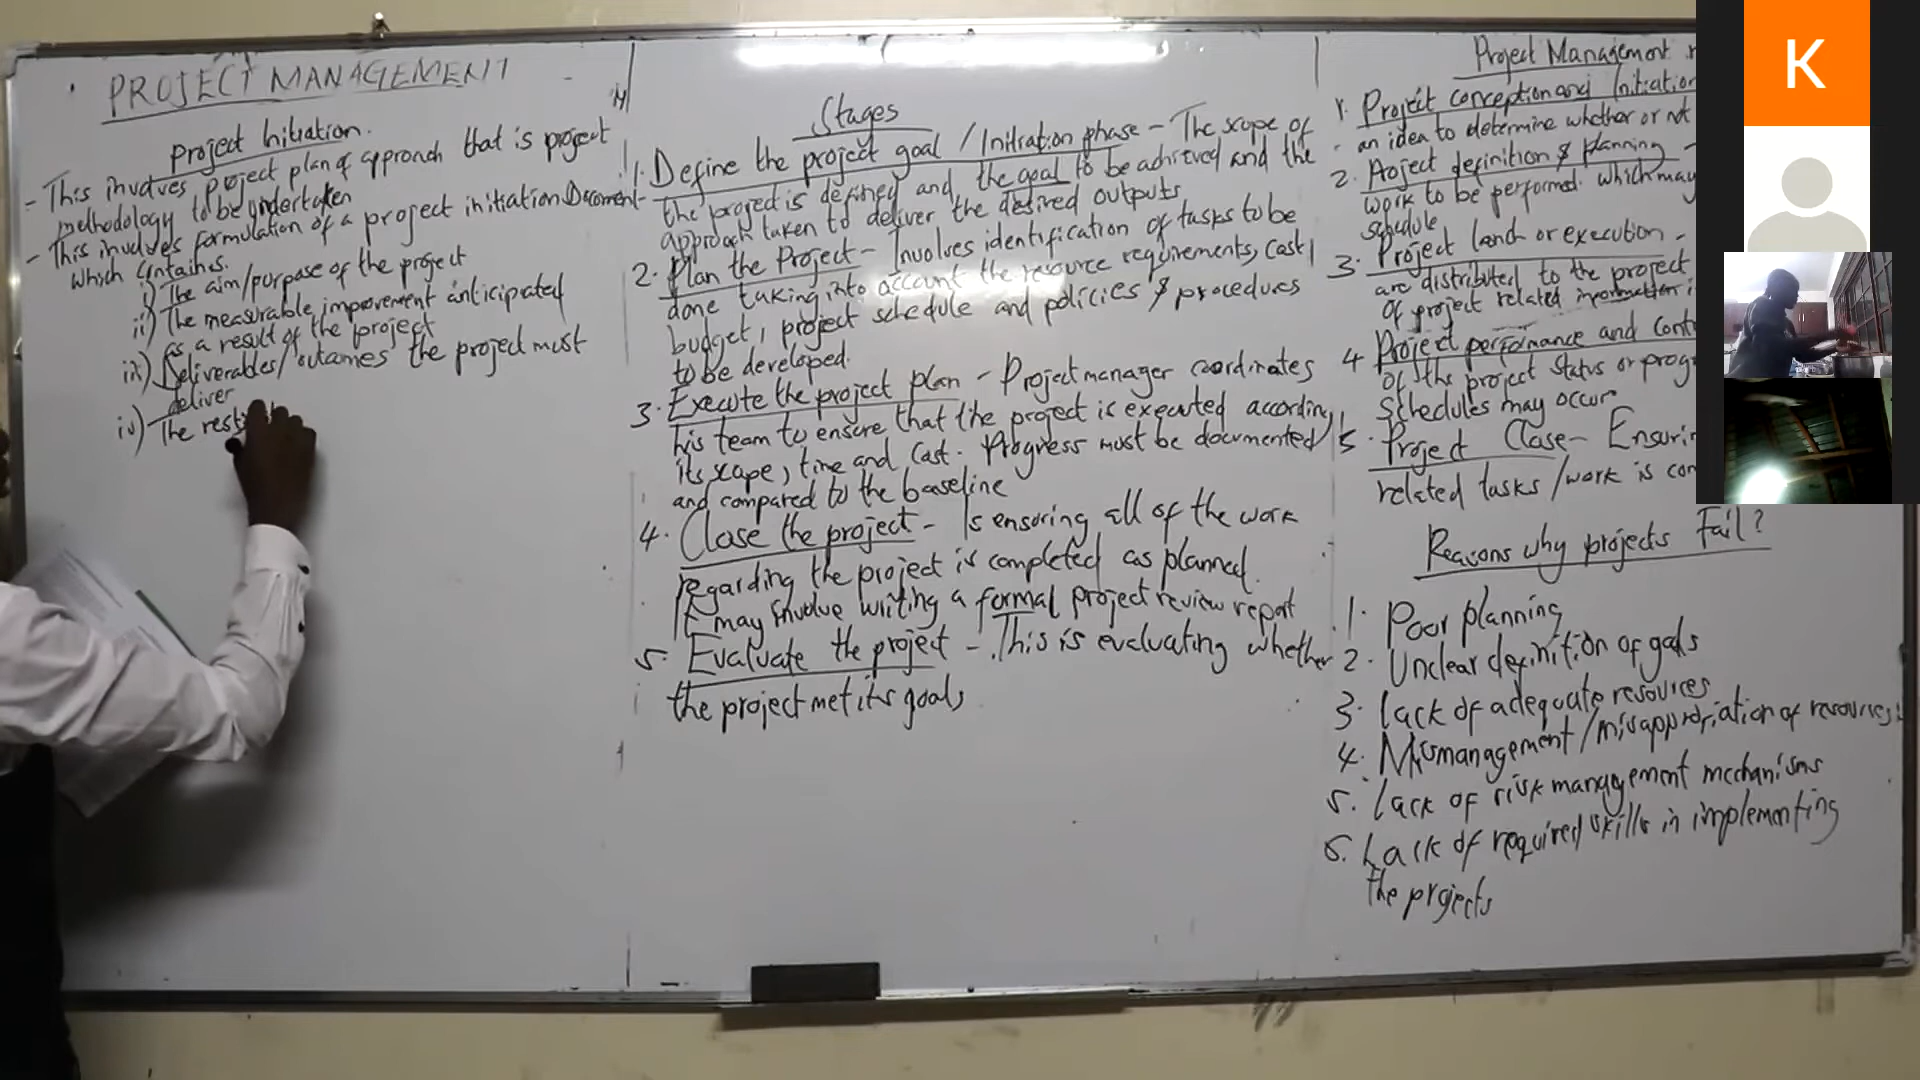 PROJECT MANAGEMENT
Project Initiation.
- This involves project plan of approach that is project
methodology to be undertaken
- This involves formulation of a project initiation Document
which contains.
i) The aim/purpose of the project
ii) The measurable improvement anticipated
as a result of the project
iii) Deliverables/outcomes the project must
deliver
iv) The
Stages
1. Define the project goal / Initiation phase - The scope of
the project is defined and the goal to be achieved and the
approach taken to deliver the desired outputs
2. Plan the Project - Involves identification of tasks to be
done taking into account the resource requirements, cost,
budget, project schedule and policies & procedures
to be developed.
3. Execute the project plan - Project manager coordinates
his team to ensure that the project is executed according
its scope, time and cost. Progress must be documented
and compared to the baseline
4. Close the project - Is ensuring all of the work
regarding the project is completed as planned.
It may involve writing a formal project review report
5. Evaluate the project - This is evaluating whether
the project met its goals
Project Management
1. Project conception and Initiation
- an idea to determine whether or not
2. Project definition & planning -
work to be performed. which may
schedule
3. Project launch or execution -
are distributed to the project
of project related information
4 Project performance and
of the project status or
schedules may occur
5. Project Close -
related tasks/work is
Reasons why projects Fail?
1. Poor planning
2. Unclear definition of goals
3. lack of adequate resources
4. Mismanagement/misappropriation of resources
5. lack of risk management mechanisms
5. Lack of required skills in implementing
the projects
K